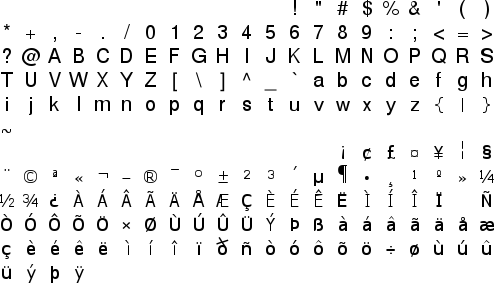 ! " # $ % & ' ( )
* + , - . / 0 1 2 3 4 5 6 7 8 9 : ; < = >
? @ A B C D E F G H I J K L M N O P Q R S
T U V W X Y Z [ \ ] ^ _ ` a b c d e f g h
i j k l m n o p q r s t u v w x y z { | }
~
¡ ¢ £ ¤ ¥ ¦ §
¨ © ª « ¬ – ® ¯ ° ± ² ³ ´ µ ¶ • ¸ ¹ º » ¼
½ ¾ ¿ À Á Â Ã Ä Å Æ Ç È É Ê Ë Ì Í Î Ï Ñ
Ò Ó Ô Õ Ö × Ø Ù Ú Û Ü Ý Þ ß à á â ã ä å æ
ç è é ê ë ì í î ï ð ñ ò ó ô õ ö ÷ ø ù ú û
ü ý þ ÿ